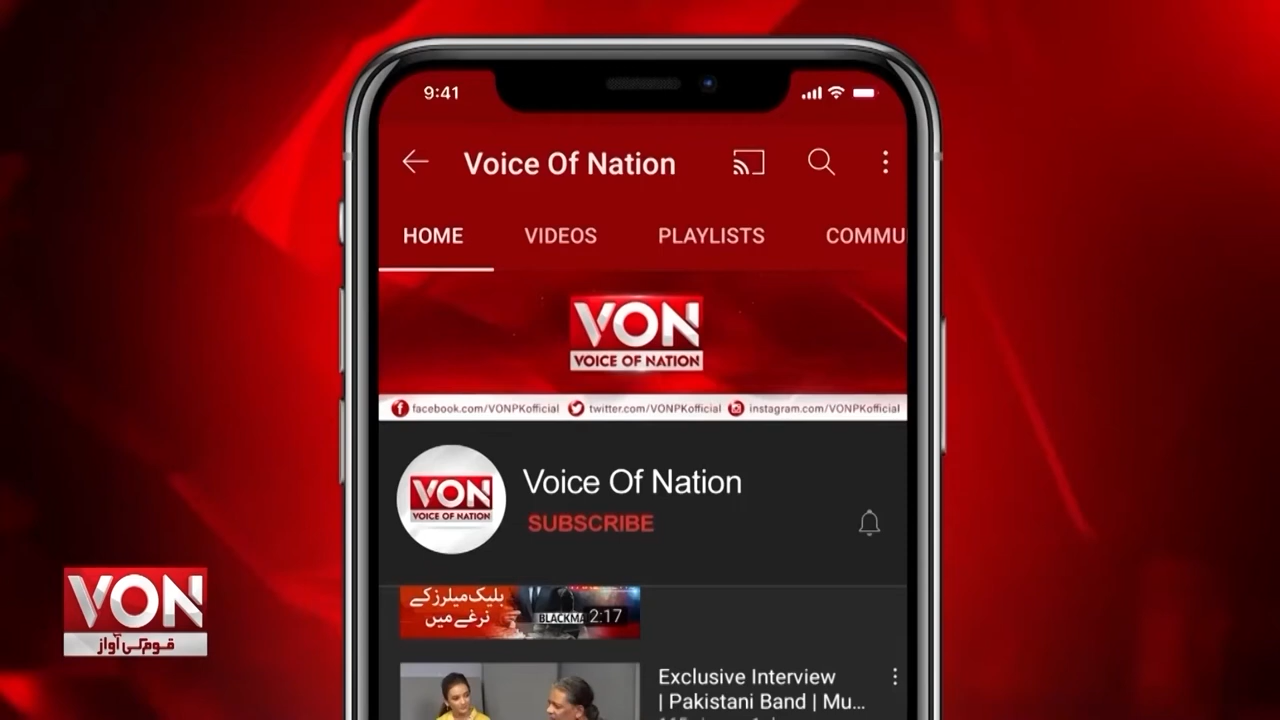 9:41
Voice Of Nation
HOME
VIDEOS
PLAYLISTS
COMMU
VON
VOICE OF NATION
facebook.com/VONPKofficial
twitter.com/VONPKofficial
instagram.com/VONPKofficial
VON
VOICE OF NATION
Voice Of Nation
SUBSCRIBE
بلیک میلرز کے
نرغے میں
BLACKMA
2:17
Exclusive Interview
| Pakistani Band | Mu...
VON
قوم کی آواز